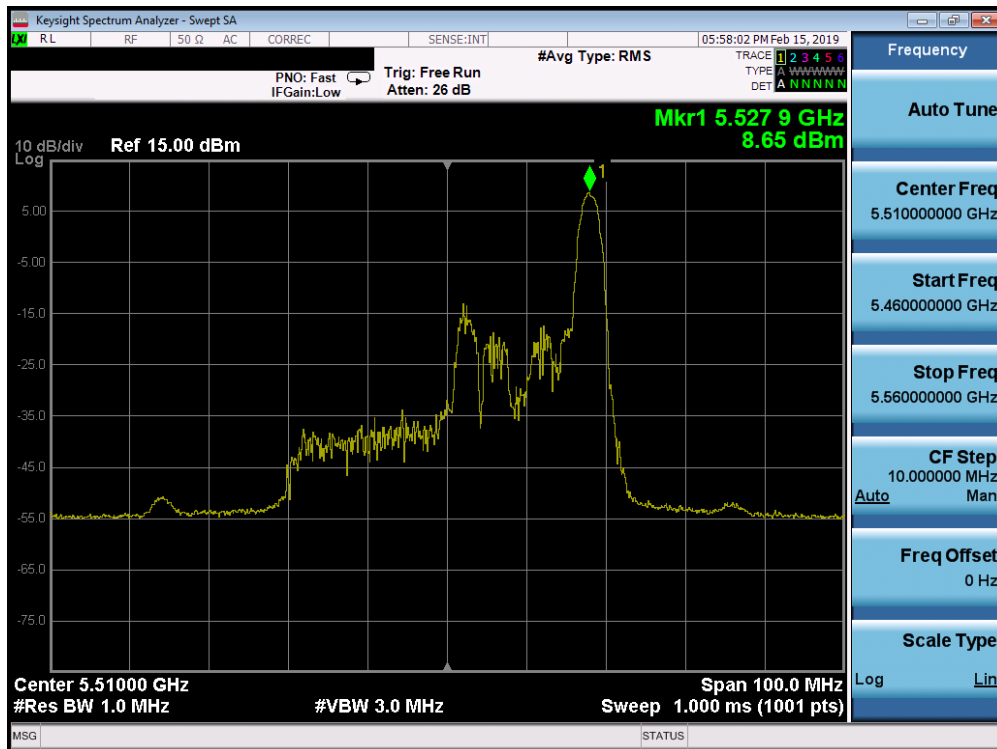 Keysight Spectrum Analyzer - Swept SA
LXI RL RF 50 Ω AC CORREC SENSE:INT 05:58:02 PM Feb 15, 2019
#Avg Type: RMS
TRACE 1 2 3 4 5 6
PNO: Fast Trig: Free Run TYPE A WWWWW
IFGain:Low Atten: 26 dB DET A N N N N N
Mkr1 5.527 9 GHz
8.65 dBm
10 dB/div Ref 15.00 dBm
Log
1
5.00
-5.00
-15.0
-25.0
-35.0
-45.0
-55.0
-65.0
-75.0
Center 5.51000 GHz Span 100.0 MHz
#Res BW 1.0 MHz #VBW 3.0 MHz Sweep 1.000 ms (1001 pts)
MSG STATUS
Frequency
Auto Tune
Center Freq
5.510000000 GHz
Start Freq
5.460000000 GHz
Stop Freq
5.560000000 GHz
CF Step
10.000000 MHz
Auto Man
Freq Offset
0 Hz
Scale Type
Log Lin